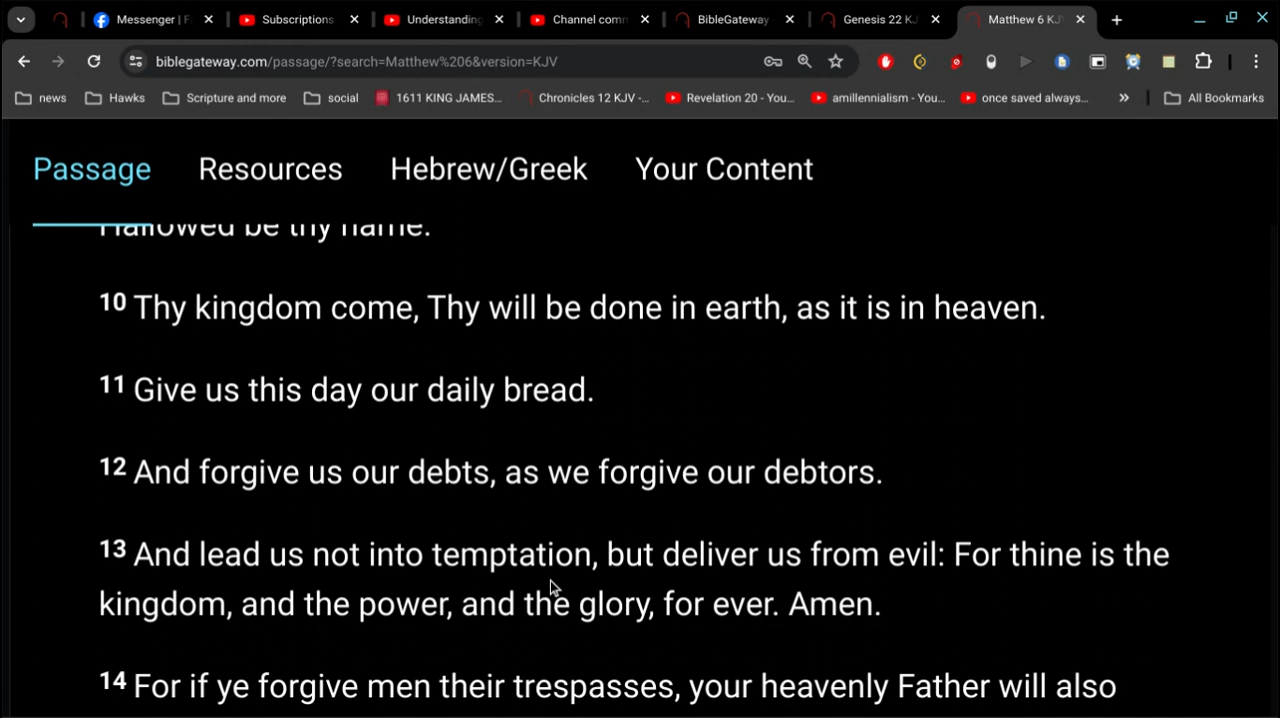 Messenger | F
Subscriptions
Understanding
Channel com
BibleGateway
Genesis 22 KJ
Matthew 6 KJ
biblegateway.com/passage/?search=Matthew%206&version=KJV
news
Hawks
Scripture and more
social
1611 KING JAMES...
Chronicles 12 KJV -...
Revelation 20 - You...
amillennialism - You...
once saved always...
All Bookmarks
Passage
Resources
Hebrew/Greek
Your Content
Hallowed be thy name.
10 Thy kingdom come, Thy will be done in earth, as it is in heaven.
11 Give us this day our daily bread.
12 And forgive us our debts, as we forgive our debtors.
13 And lead us not into temptation, but deliver us from evil: For thine is the
kingdom, and the power, and the glory, for ever. Amen.
14 For if ye forgive men their trespasses, your heavenly Father will also